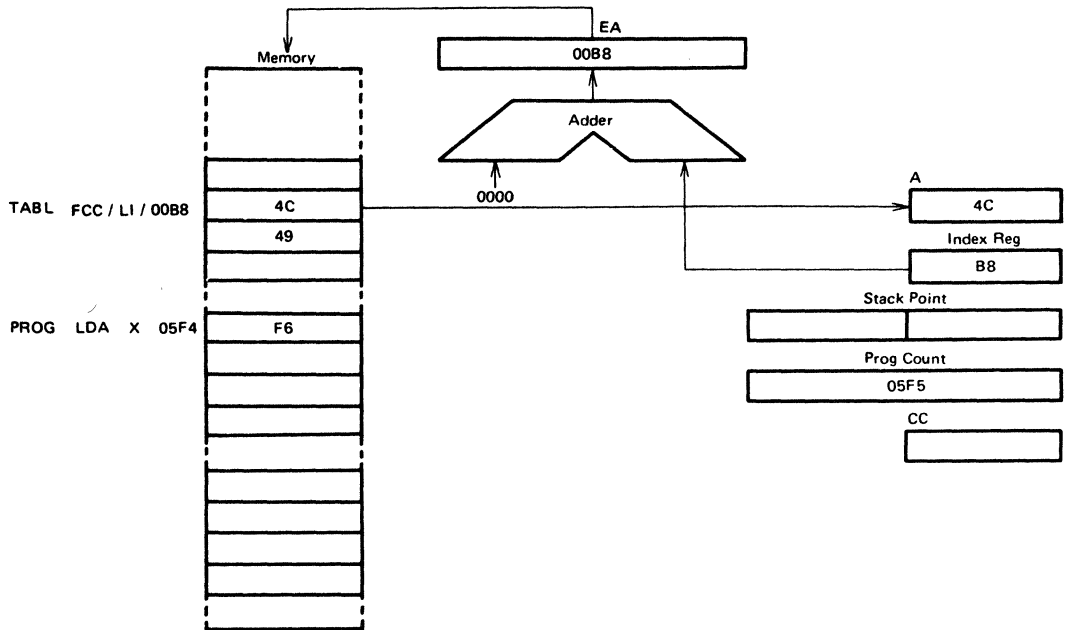 EA
00B8
Memory
Adder
0000
A
TABL FCC / LI / 00B8 4C
4C
49
Index Reg
B8
Stack Point
PROG LDA X 05F4 F6
Prog Count
05F5
CC